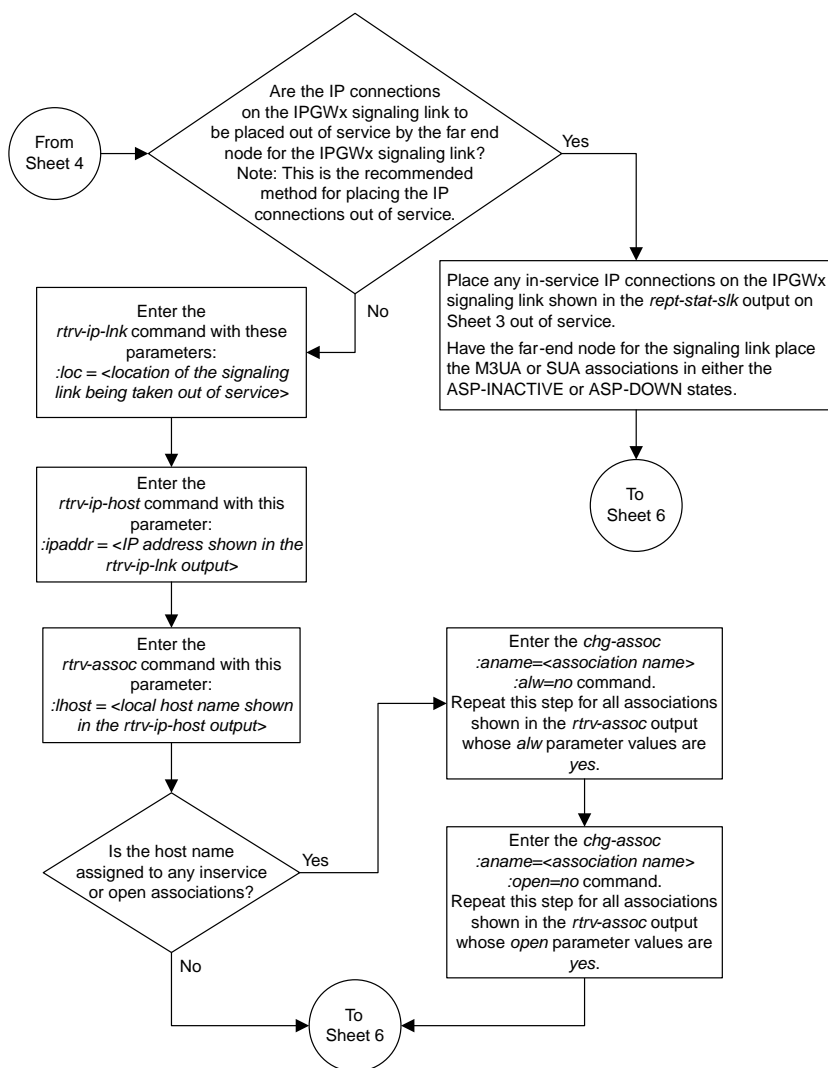 From
Sheet 4
Are the IP connections
on the IPGWx signaling link to
be placed out of service by the far end
node for the IPGWx signaling link?
Note: This is the recommended
method for placing the IP
connections out of service.
Yes
No
Place any in-service IP connections on the IPGWx
signaling link shown in the rept-stat-slk output on
Sheet 3 out of service.
Have the far-end node for the signaling link place
the M3UA or SUA associations in either the
ASP-INACTIVE or ASP-DOWN states.
To
Sheet 6
Enter the
rtrv-ip-lnk command with these
parameters:
:loc = <location of the signaling
link being taken out of service>
Enter the
rtrv-ip-host command with this
parameter:
:ipaddr = <IP address shown in the
rtrv-ip-lnk output>
Enter the
rtrv-assoc command with this
parameter:
:lhost = <local host name shown
in the rtrv-ip-host output>
Is the host name
assigned to any inservice
or open associations?
Yes
No
Enter the chg-assoc
:aname=<association name>
:alw=no command.
Repeat this step for all associations
shown in the rtrv-assoc output
whose alw parameter values are
yes.
Enter the chg-assoc
:aname=<association name>
:open=no command.
Repeat this step for all associations
shown in the rtrv-assoc output
whose open parameter values are
yes.
To
Sheet 6